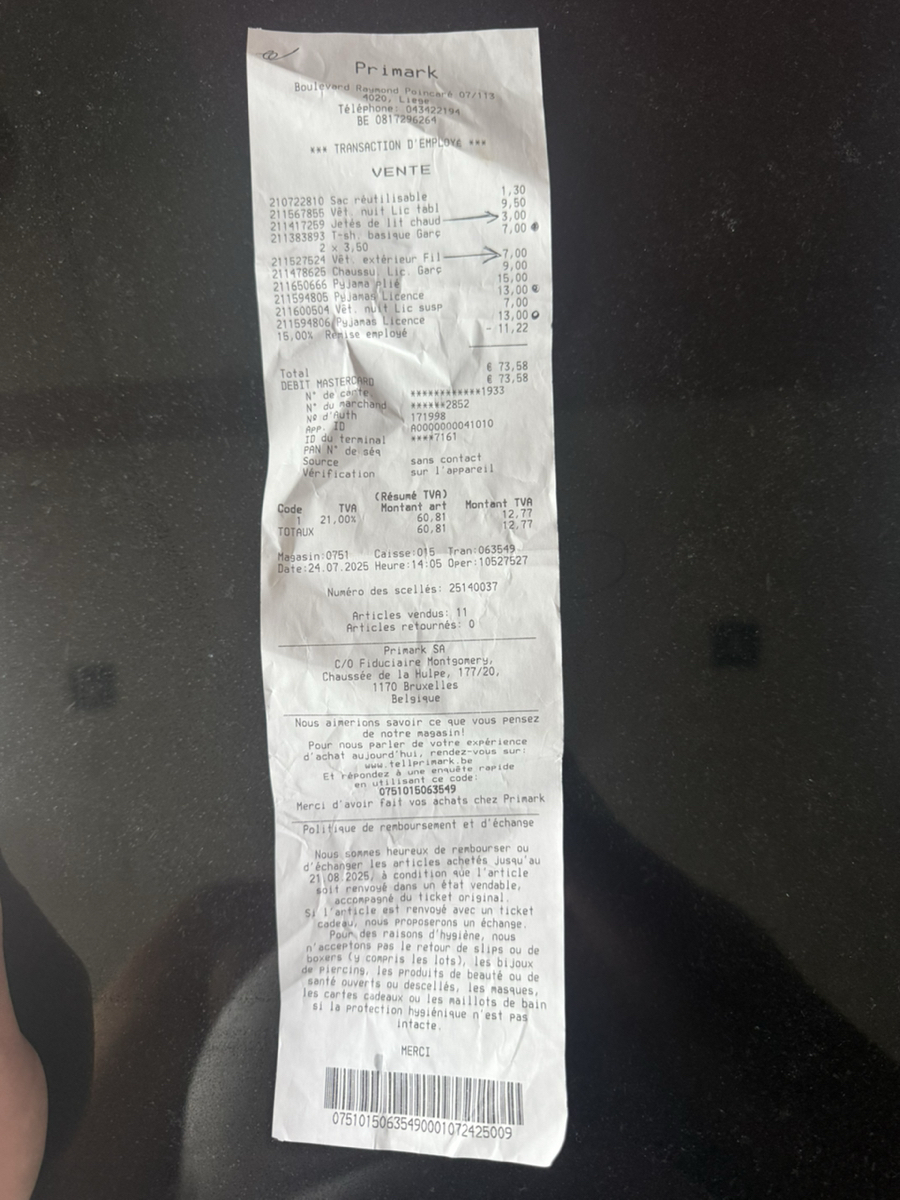 Primark
Boulevard Raymond Poincaré 07/113
4020, Liege
Téléphone: 043422194
BE 0817296264
*** TRANSACTION D'EMPLOYé ***
VENTE
210722810 Sac réutilisable 1,30
211567855 Vêt. nuit Lic tabl 9,50
211417259 Jetés de lit chaud 3,00
211383893 T-sh. basique Garç 7,00
2 x 3,50
211527524 Vêt. extérieur Fil 7,00
211478625 Chaussu. Lic. Garç 9,00
211650666 Pyjama plié 15,00
211594805 Pyjamas Licence 13,00
211600504 Vêt. nuit Lic susp 7,00
211594806 Pyjamas Licence 13,00
15,00% Remise employé - 11,22
Total € 73,58
DEBIT MASTERCARD € 73,58
N° de carte ************1933
N° du marchand ******2852
Nº d'Auth 171998
App. ID A0000000041010
ID du terminal ****7161
PAN N° de séq
Source sans contact
Vérification sur l'appareil
(Résumé TVA)
Code TVA Montant art Montant TVA
1 21,00% 60,81 12,77
TOTAUX 60,81 12,77
Magasin:0751 Caisse:015 Tran:063549
Date:24.07.2025 Heure:14:05 Oper:10527527
Numéro des scellés: 25140037
Articles vendus: 11
Articles retournés: 0
Primark SA
C/O Fiduciaire Montgomery,
Chaussée de la Hulpe, 177/20,
1170 Bruxelles
Belgique
Nous aimerions savoir ce que vous pensez
de notre magasin!
Pour nous parler de votre expérience
d'achat aujourd'hui, rendez-vous sur:
www.tellprimark.be
Et répondez à une enquête rapide
en utilisant ce code:
0751015063549
Merci d'avoir fait vos achats chez Primark
Politique de remboursement et d'échange
Nous sommes heureux de rembourser ou
d'échanger les articles achetés jusqu'au
21.08.2025, à condition que l'article
soit renvoyé dans un état vendable,
accompagné du ticket original.
Si l'article est renvoyé avec un ticket
cadeau, nous proposerons un échange.
Pour des raisons d'hygiène, nous
n'acceptons pas le retour de slips ou de
boxers (y compris les lots), les bijoux
de piercing, les produits de beauté ou de
santé ouverts ou descellés, les masques,
les cartes cadeaux ou les maillots de bain
si la protection hygiénique n'est pas
intacte.
MERCI
07510150635490001072425009